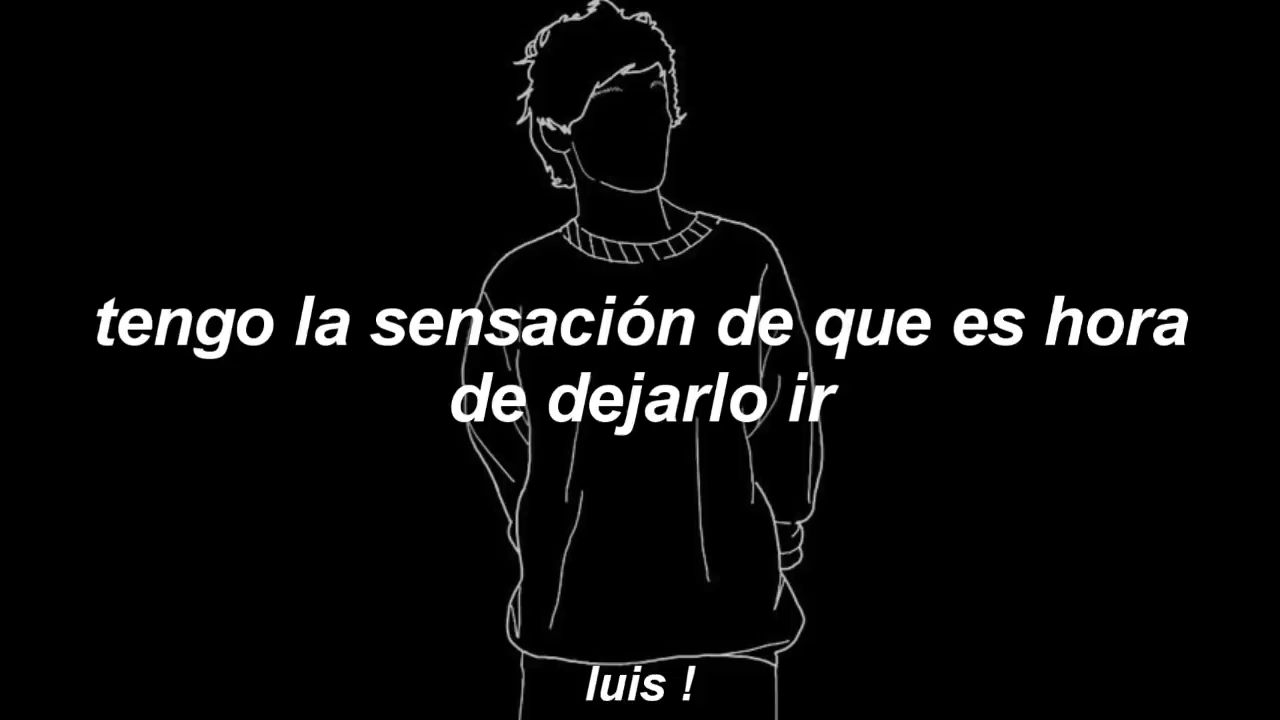 tengo la sensación de que es hora
de dejarlo ir
luis !